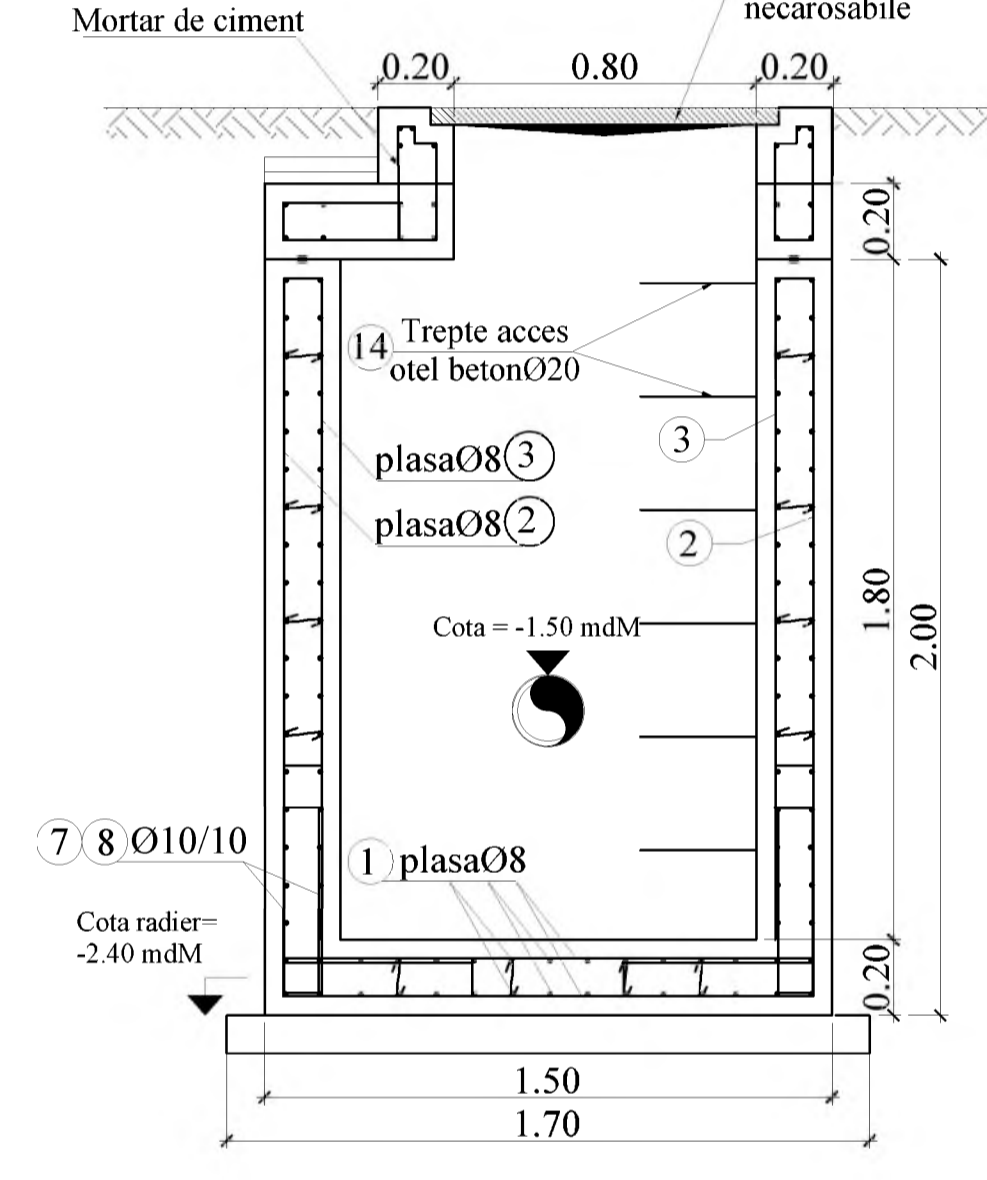 Mortar de ciment
necarosabile
0.20
0.80
0.20
0.20
14 Trepte acces
otel betonØ20
3
plasaØ8 3
plasaØ8 2
2
1.80
2.00
Cota = -1.50 mdM
7 8 Ø10/10
1 plasaØ8
Cota radier=
-2.40 mdM
0.20
1.50
1.70